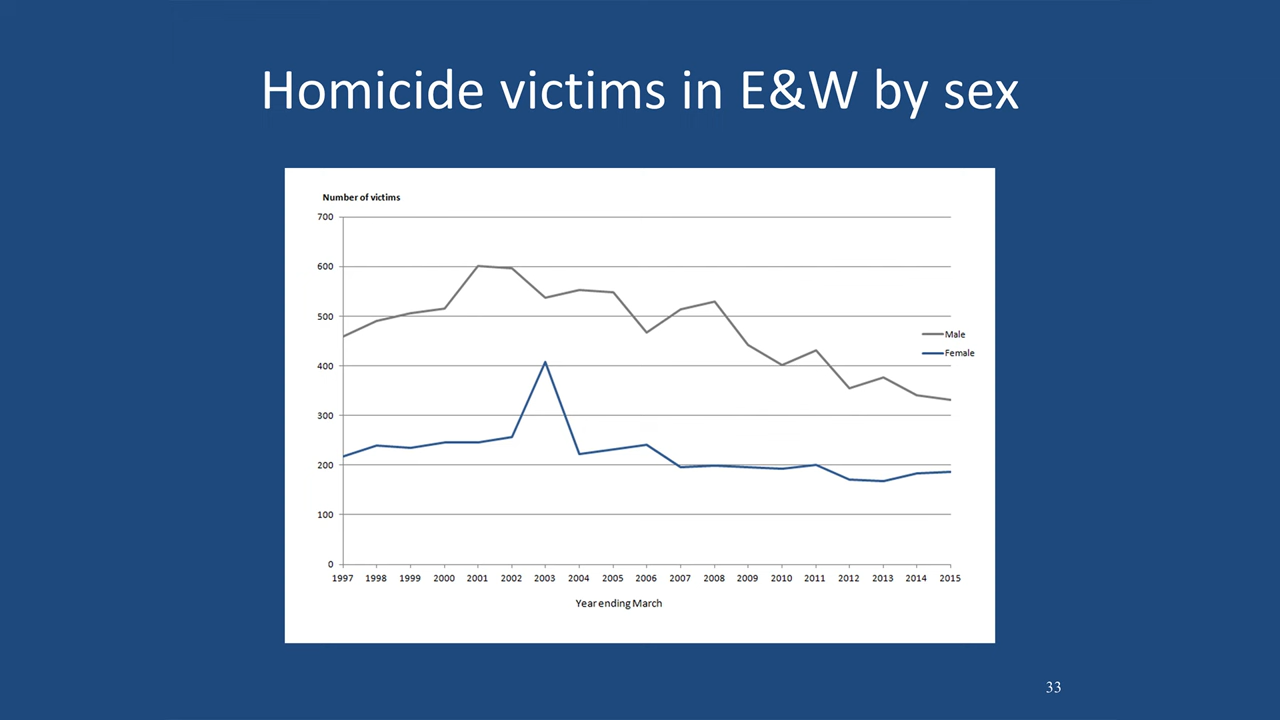 Homicide victims in E&W by sex
Number of victims
700
600
500
400
300
200
100
0
Male
Female
1997 1998 1999 2000 2001 2002 2003 2004 2005 2006 2007 2008 2009 2010 2011 2012 2013 2014 2015
Year ending March
33